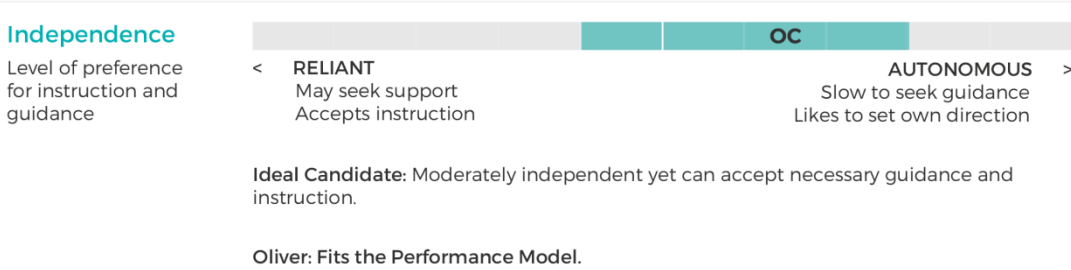 Independence
Level of preference
for instruction and
guidance
OC
< RELIANT
May seek support
Accepts instruction
AUTONOMOUS >
Slow to seek guidance
Likes to set own direction
Ideal Candidate: Moderately independent yet can accept necessary guidance and
instruction.
Oliver: Fits the Performance Model.